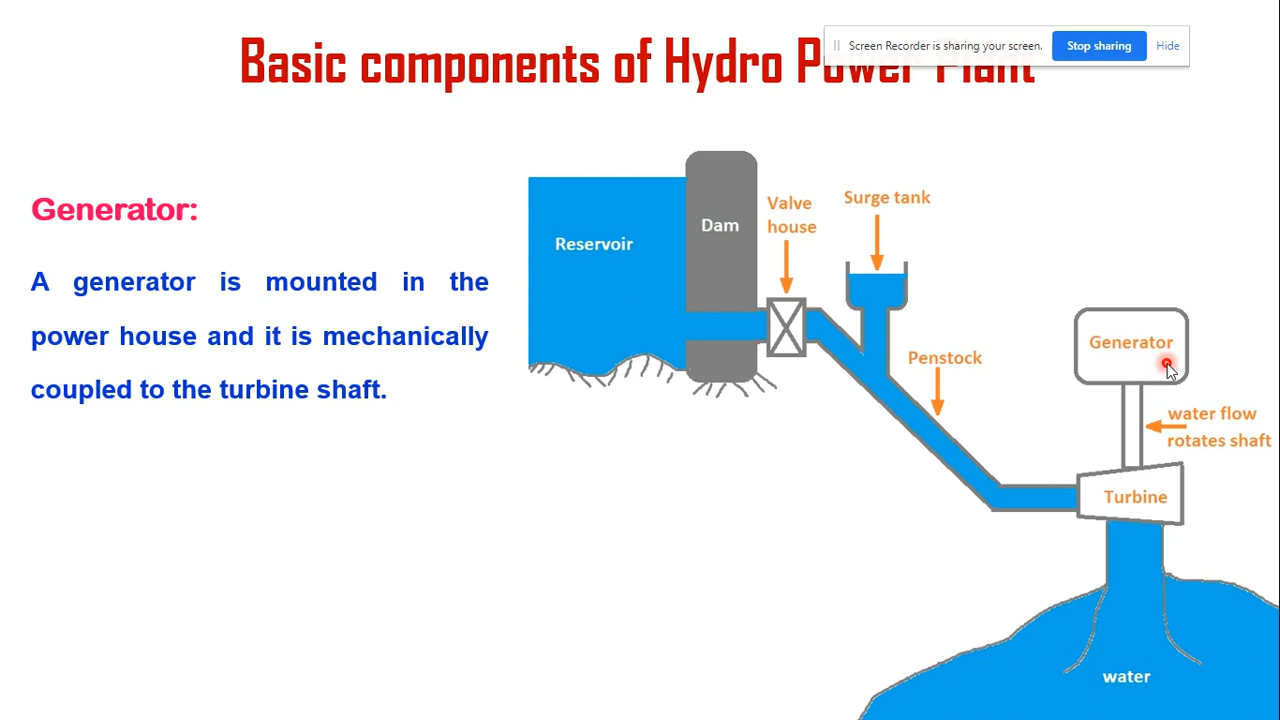 Basic components of Hydro Power Plant
Screen Recorder is sharing your screen.
Stop sharing
Hide
Generator:
A generator is mounted in the
power house and it is mechanically
coupled to the turbine shaft.
Reservoir
Dam
Valve
house
Surge tank
Penstock
Generator
water flow
rotates shaft
Turbine
water